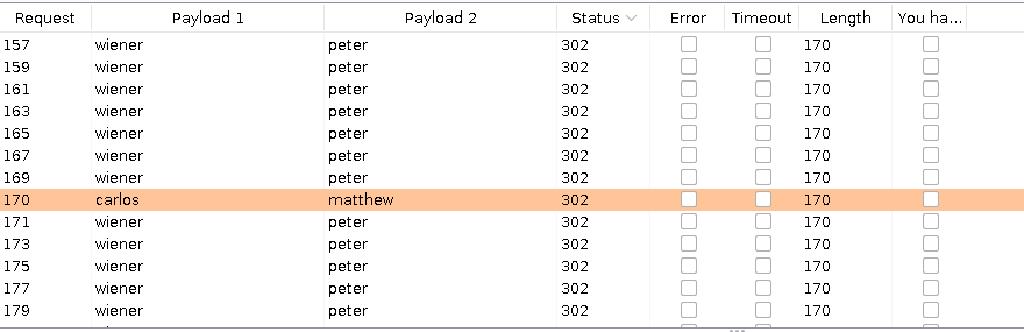 Request Payload 1 Payload 2 Status Error Timeout Length You ha...
157 wiener peter 302 170
159 wiener peter 302 170
161 wiener peter 302 170
163 wiener peter 302 170
165 wiener peter 302 170
167 wiener peter 302 170
169 wiener peter 302 170
170 carlos matthew 302 170
171 wiener peter 302 170
173 wiener peter 302 170
175 wiener peter 302 170
177 wiener peter 302 170
179 wiener peter 302 170